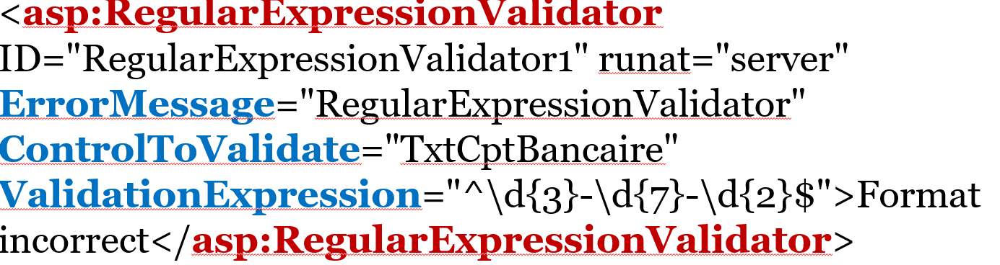 <asp:RegularExpressionValidator
ID="RegularExpressionValidator1" runat="server"
ErrorMessage="RegularExpressionValidator"
ControlToValidate="TxtCptBancaire"
ValidationExpression="^\d{3}-\d{7}-\d{2}$">Format
incorrect</asp:RegularExpressionValidator>